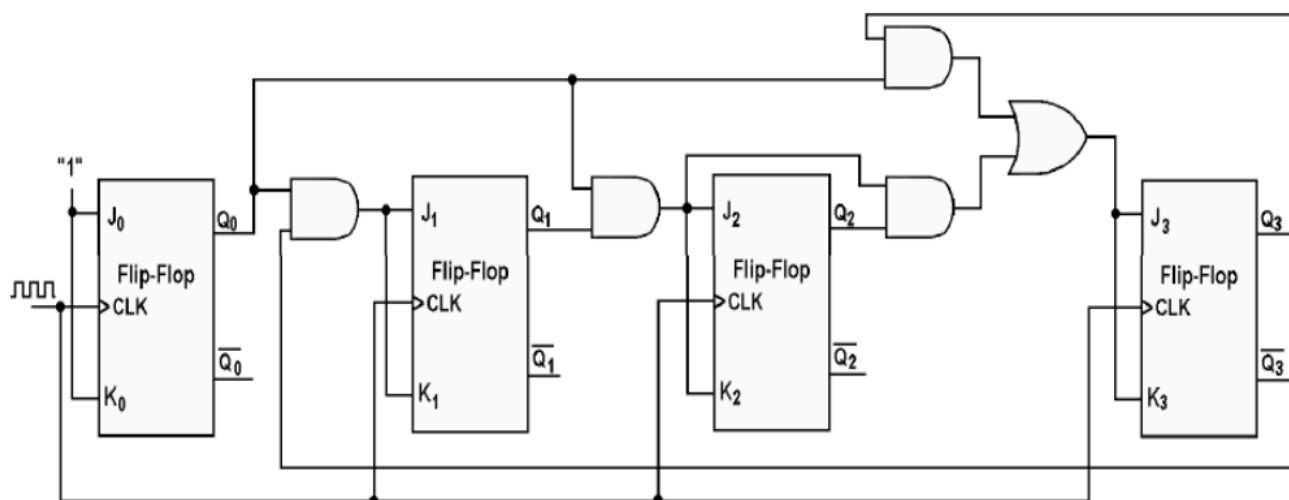 "1"
J0
Q0
Flip-Flop
CLK
Q̅0
K0
J1
Q1
Flip-Flop
CLK
Q̅1
K1
J2
Q2
Flip-Flop
CLK
Q̅2
K2
J3
Q3
Flip-Flop
CLK
Q̅3
K3